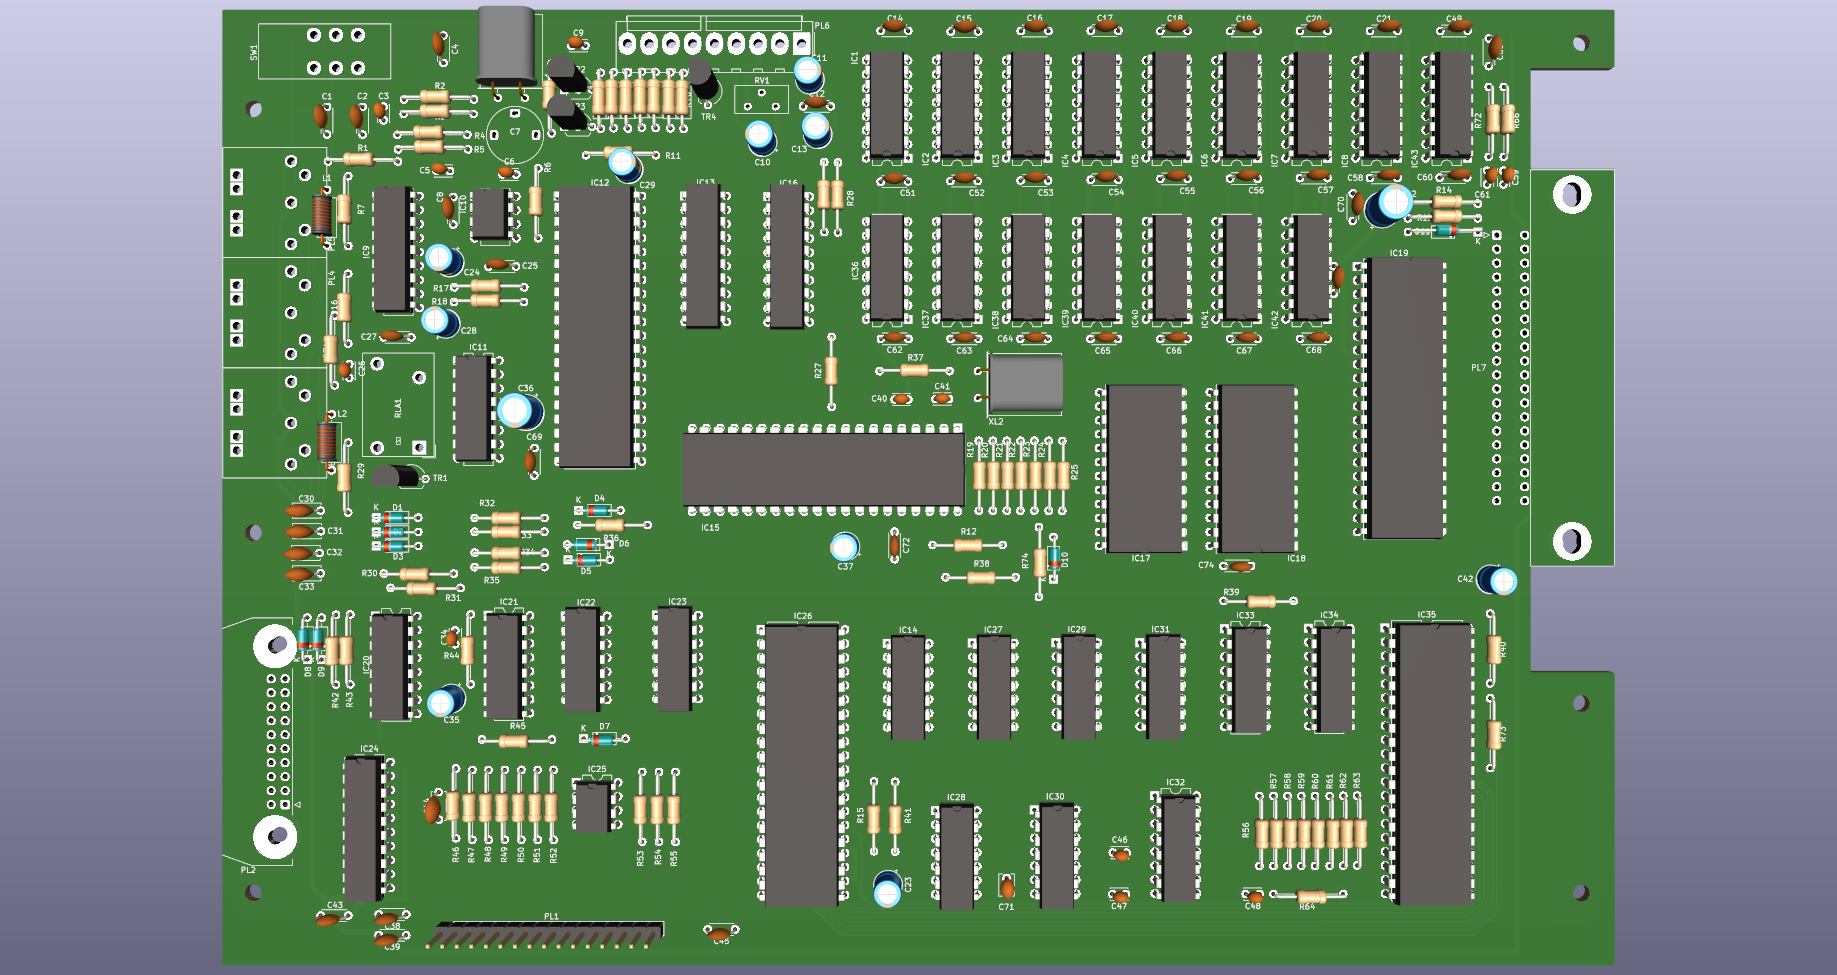 C14 C15 C16 C17 C18 C19 C20 C21 C49
PL6
SW1 C4 C9
IC1
RV1
R2
C1 C2 C3
TR4
R72 R66
C7 R4
R5
C10 C13
R1 R11
IC2 IC3 IC4 IC5 IC6 IC7 IC8 IC43
C5 C6 R6
L1 IC12 C29 IC13 IC16
C51 C52 C53 C54 C55 C56 C57 C58 C60 C59
C61
R7 C8 IC10 R28 C70 R14
IC9
C25 C24
PL4
R17
R18
IC36
IC19
C27 C28
IC37 IC38 IC39 IC40 IC41 IC42
C62 C63 C64 C65 C66 C67 C68
IC11
C26 R27 R37 PL7
C36
C40 C41
L2 RLA1 XL2
C69
R29 TR1
R19 R20 R21 R22 R23 R24 R25
C30 R32 K D4
K D1
C31
IC15
C32 R36 D6
D3 D5
C33 R30 R35
R31
C37 C72 R12
R38
R74 D10 K
IC17 IC18
C74
C42
R39
IC21 IC22 IC23 IC26 IC14 IC27 IC29 IC31 IC33 IC34 IC35
IC20
C34
R44
R40
D8 D9
R42 R43
C35
R45 K D7
R73
IC24
IC25
IC28 IC30 IC32
R57 R58 R59 R60 R61 R62 R63
R15 R41 R56
R46 R47 R48 R49 R50 R51 R52 R53 R54 R55
C46
PL2
C23 C71 C47 C48 R64
C43 C38 PL1
C39 C45